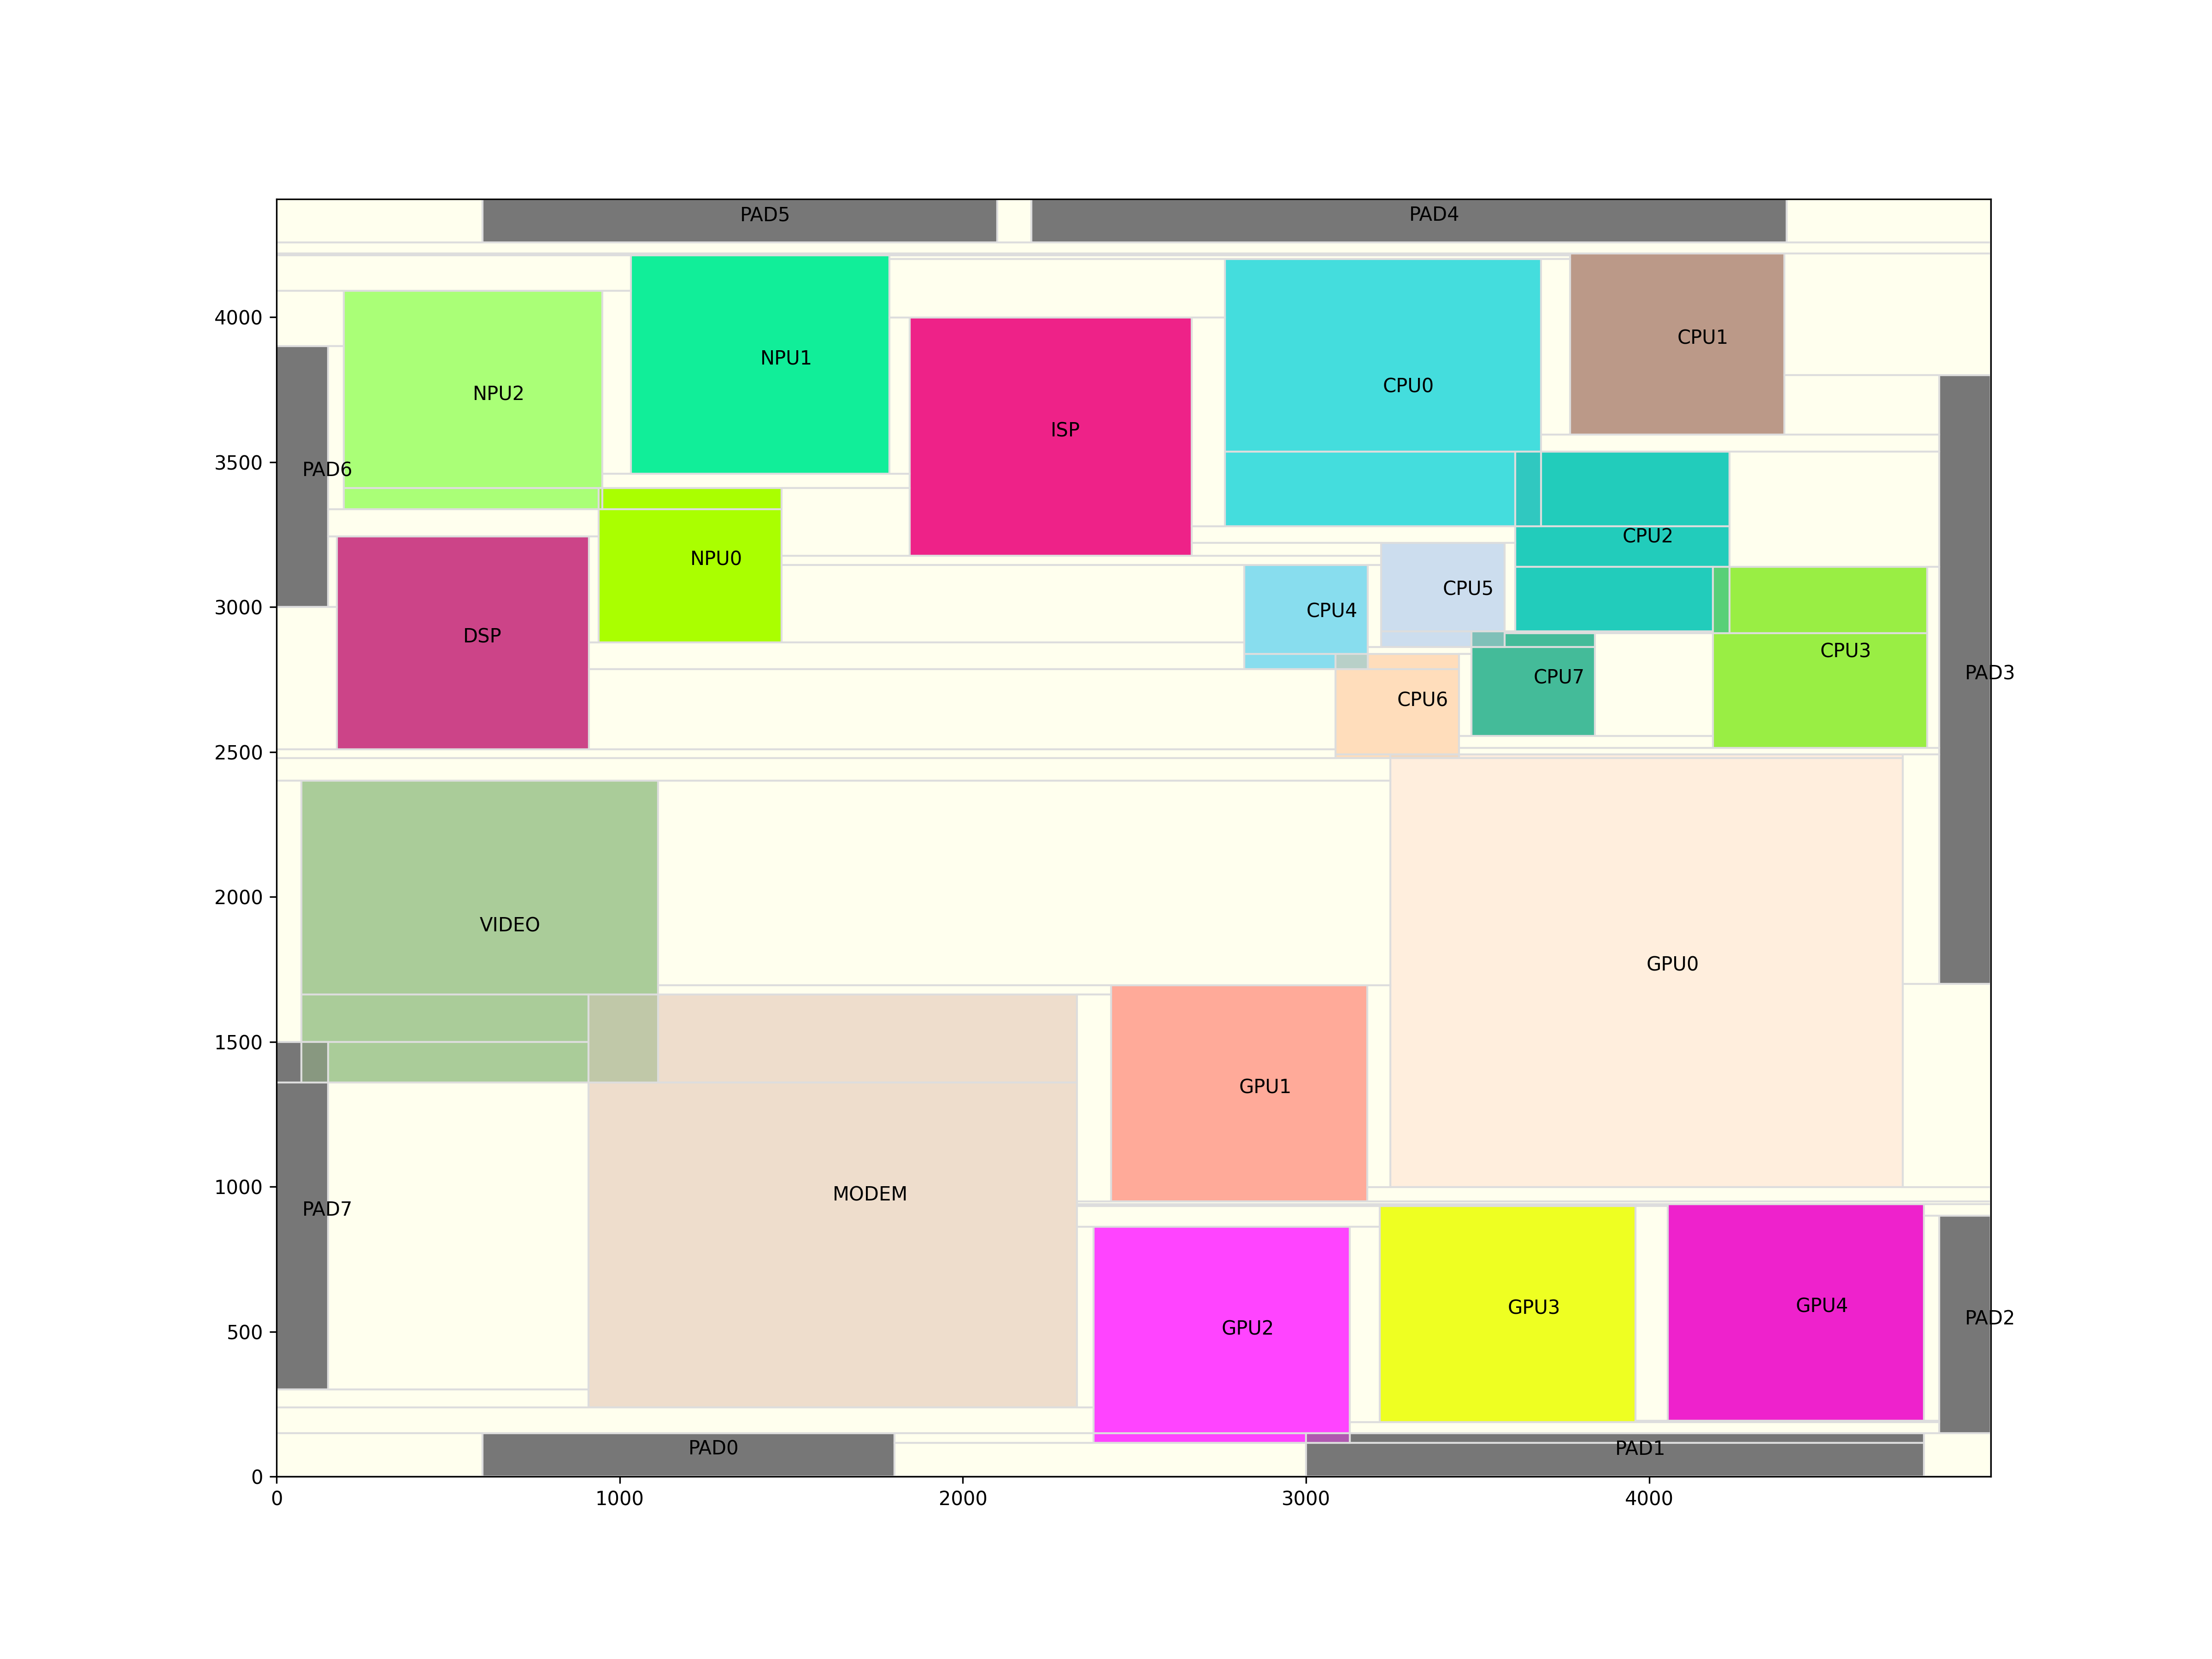 PAD5
PAD4
4000
CPU1
NPU1
CPU0
NPU2
ISP
3500
PAD6
CPU2
NPU0
3000
CPU5
CPU4
DSP
CPU3
CPU7
PAD3
CPU6
2500
2000
VIDEO
GPU0
1500
GPU1
1000
MODEM
PAD7
GPU4
GPU3
PAD2
500
GPU2
PAD0
PAD1
0
0
1000
2000
3000
4000